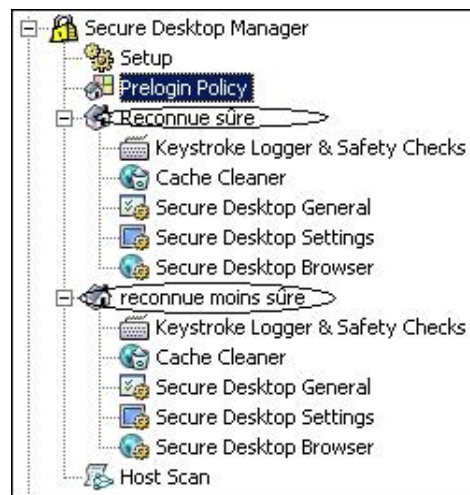 Secure Desktop Manager
Setup
Prelogin Policy
Reconnue sûre
Keystroke Logger & Safety Checks
Cache Cleaner
Secure Desktop General
Secure Desktop Settings
Secure Desktop Browser
reconnue moins sûre
Keystroke Logger & Safety Checks
Cache Cleaner
Secure Desktop General
Secure Desktop Settings
Secure Desktop Browser
Host Scan